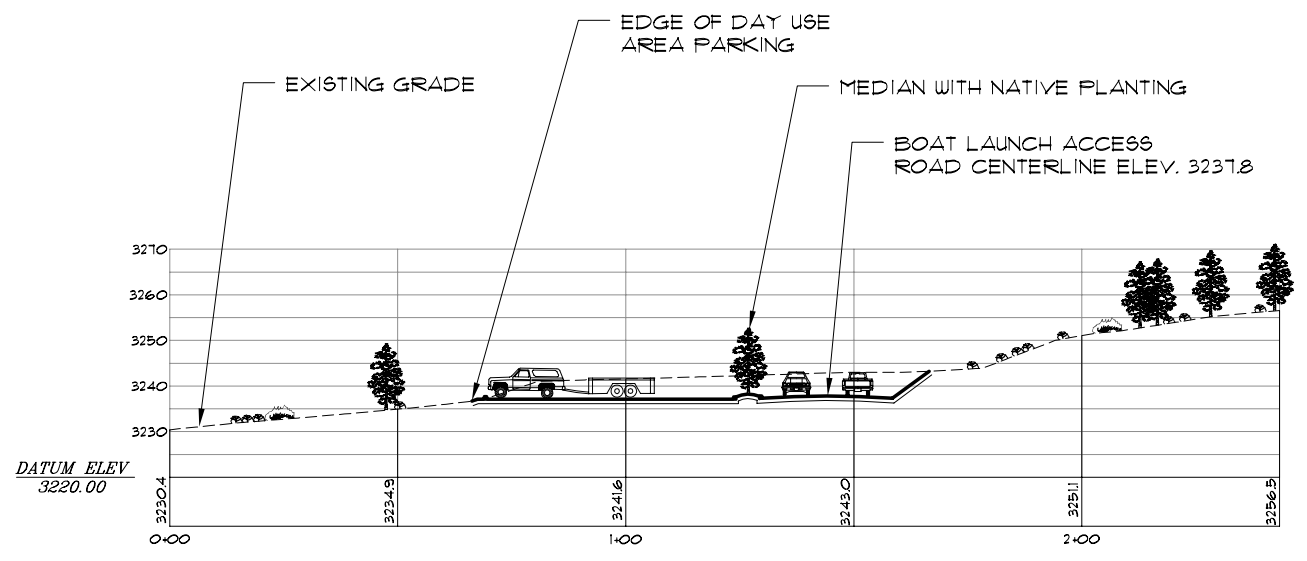 EDGE OF DAY USE
AREA PARKING
EXISTING GRADE
MEDIAN WITH NATIVE PLANTING
BOAT LAUNCH ACCESS
ROAD CENTERLINE ELEV. 3237.8
3270
3260
3250
3240
3230
DATUM ELEV
3220.00
3230.4
3234.9
3241.6
3243.0
3251.1
3256.5
0+00
1+00
2+00